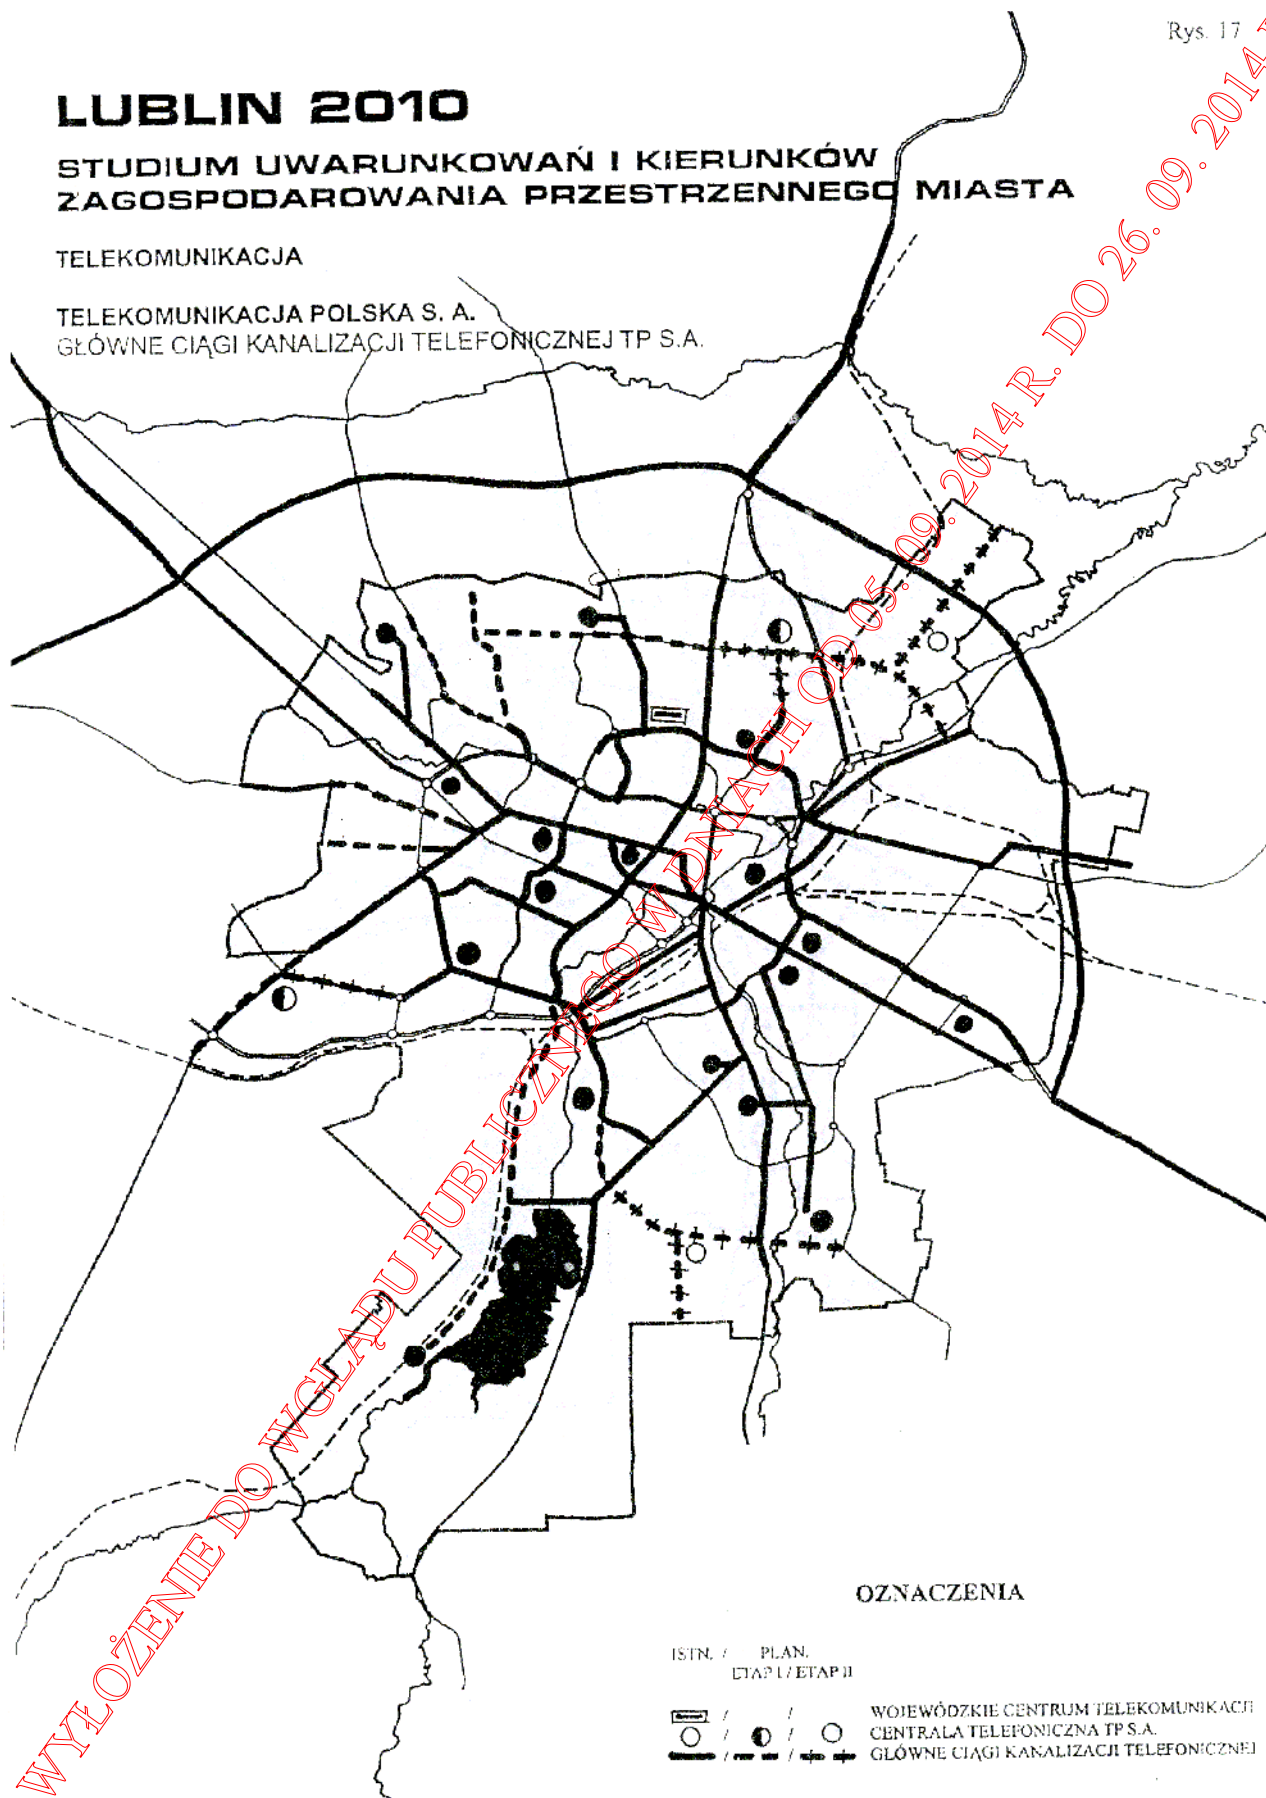 Rys. 17
LUBLIN 2010
STUDIUM UWARUNKOWAŃ I KIERUNKÓW
ZAGOSPODAROWANIA PRZESTRZENNEGO MIASTA
TELEKOMUNIKACJA
TELEKOMUNIKACJA POLSKA S. A.
GŁÓWNE CIĄGI KANALIZACJI TELEFONICZNEJ TP S.A.
WYŁOŻENIE DO WGLĄDU PUBLICZNEGO W DNIACH OD 05. 09. 2014 R. DO 26. 09. 2014
OZNACZENIA
ISTN. / PLAN.
ETAP I / ETAP II
/ / WOJEWÓDZKIE CENTRUM TELEKOMUNIKACJI
/ / CENTRALA TELEFONICZNA TP S.A.
/ / GŁÓWNE CIĄGI KANALIZACJI TELEFONICZNEJ